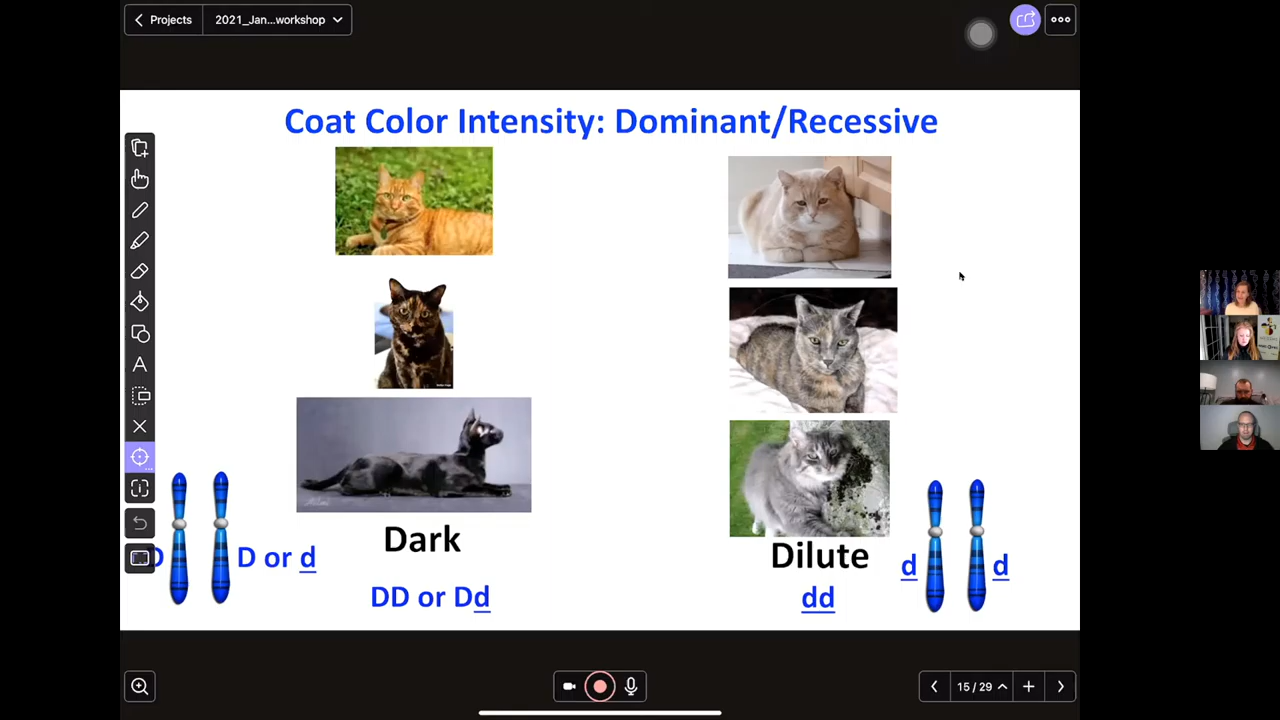 Projects
2021_Jan...workshop
Coat Color Intensity: Dominant/Recessive
A
Dark
D
D or d
DD or Dd
Dilute
d
d
dd
15 / 29